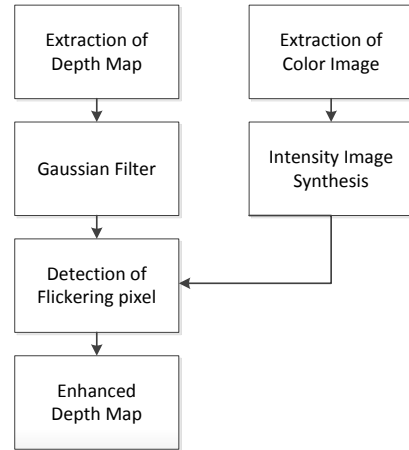 Extraction of
Depth Map
Extraction of
Color Image
Gaussian Filter
Intensity Image
Synthesis
Detection of
Flickering pixel
Enhanced
Depth Map